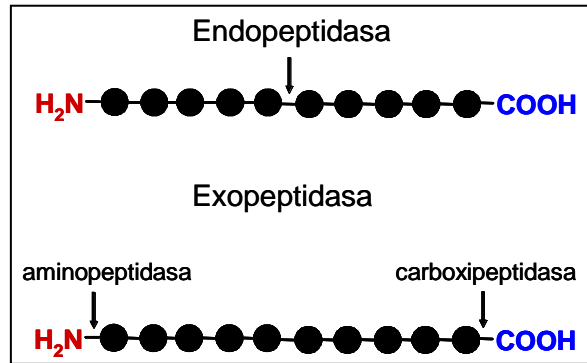 Endopeptidasa
H₂N COOH
Exopeptidasa
aminopeptidasa carboxipeptidasa
H₂N COOH